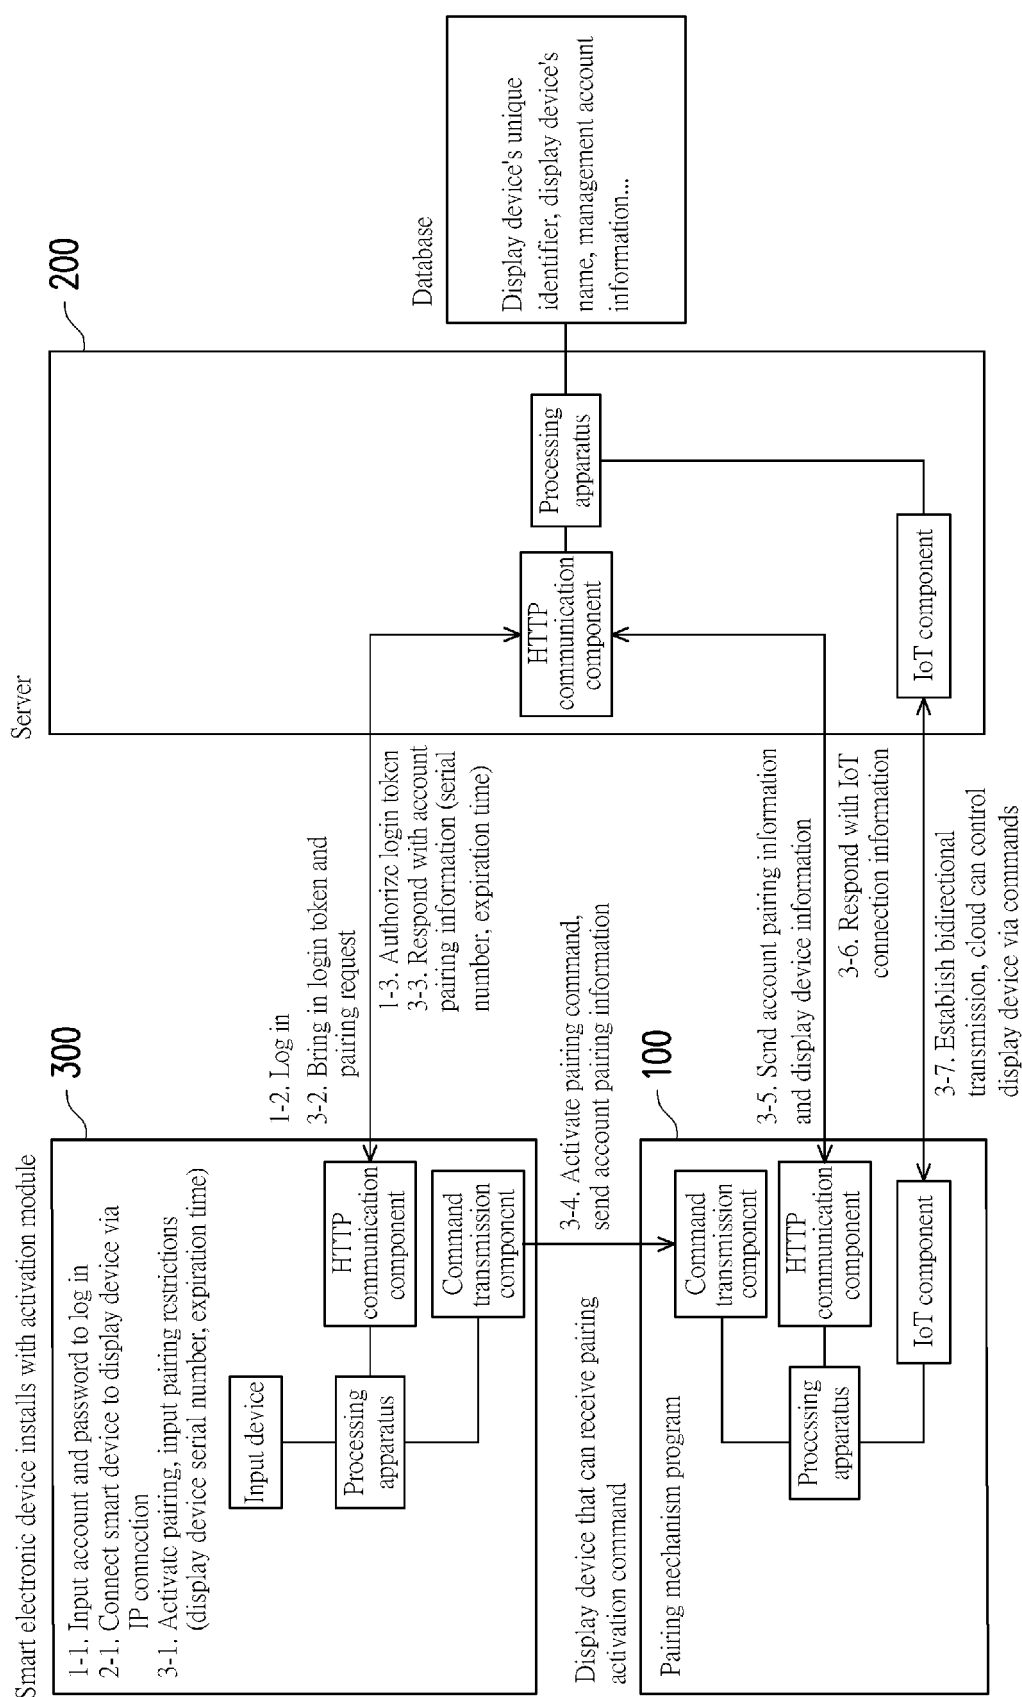 Smart electronic device installs with activation module
300
1-1. Input account and password to log in
2-1. Connect smart device to display device via
IP connection
3-1. Activate pairing, input pairing restrictions
(display device serial number, expiration time)
Input device
Processing
apparatus
HTTP
communication
component
Command
transmission
component
1-2. Log in
3-2. Bring in login token and
pairing request
1-3. Authorize login token
3-3. Respond with account
pairing information (serial
number, expiration time)
3-4. Activate pairing command,
send account pairing information
Display device that can receive pairing
activation command
100
Pairing mechanism program
Command
transmission
component
Processing
apparatus
HTTP
communication
component
IoT component
3-5. Send account pairing information
and display device information
3-6. Respond with IoT
connection information
3-7. Establish bidirectional
transmission, cloud can control
display device via commands
Server
200
HTTP
communication
component
Processing
apparatus
IoT component
Database
Display device's unique
identifier, display device's
name, management account
information...